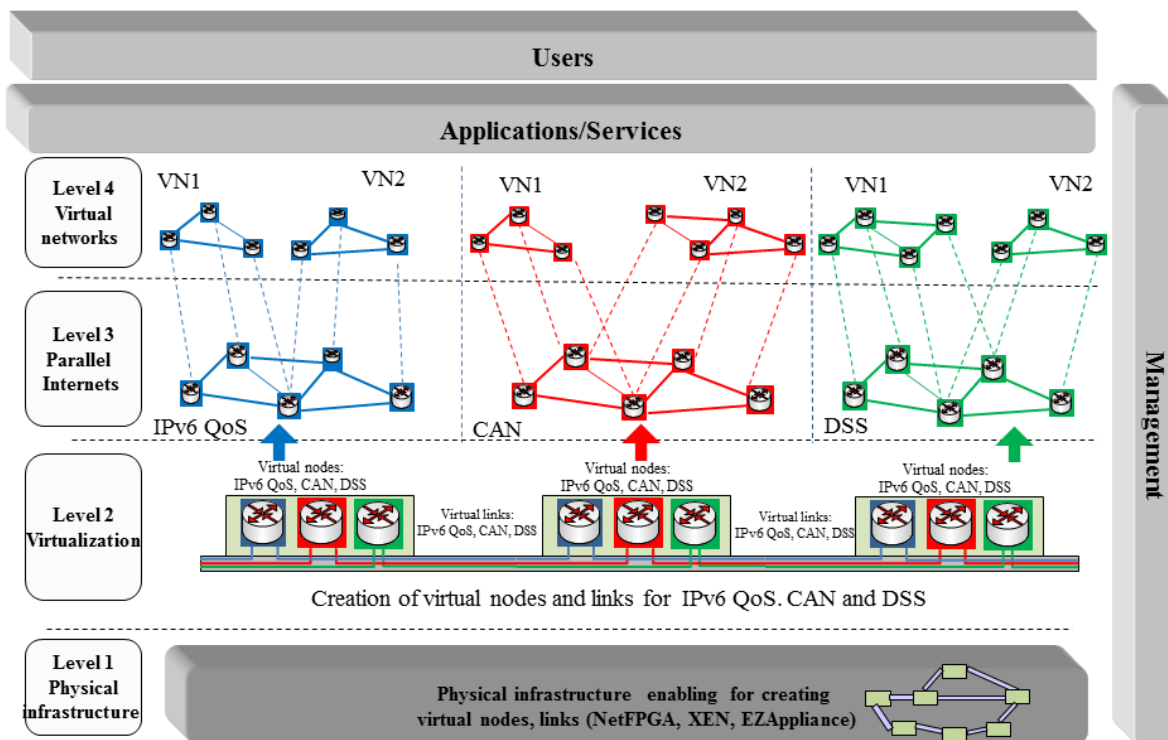 Users
Applications/Services
Management
Level 4
Virtual
networks
VN1
VN2
VN1
VN2
VN1
VN2
Level 3
Parallel
Internets
IPv6 QoS
CAN
DSS
Level 2
Virtualization
Virtual nodes:
IPv6 QoS, CAN, DSS
Virtual links:
IPv6 QoS, CAN, DSS
Virtual nodes:
IPv6 QoS, CAN, DSS
Virtual links:
IPv6 QoS, CAN, DSS
Virtual nodes:
IPv6 QoS, CAN, DSS
Creation of virtual nodes and links for IPv6 QoS. CAN and DSS
Level 1
Physical
infrastructure
Physical infrastructure enabling for creating
virtual nodes, links (NetFPGA, XEN, EZAppliance)